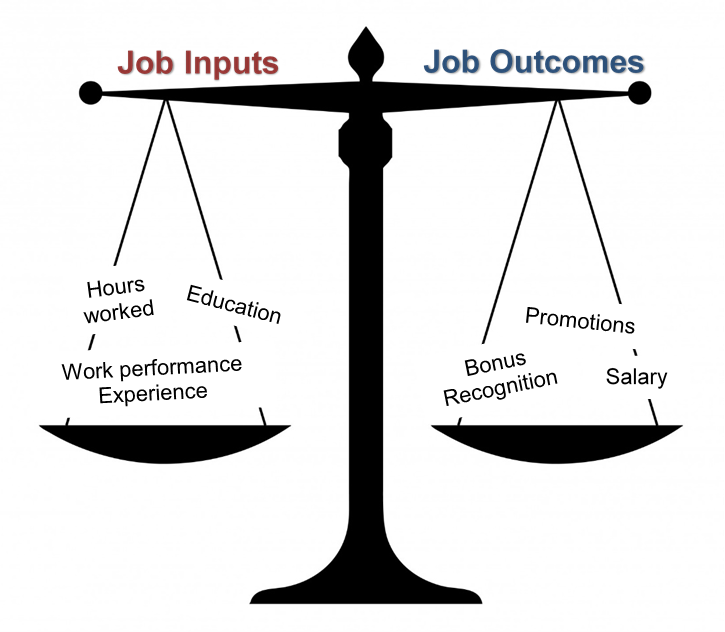 Job Inputs
Job Outcomes
Hours
worked
Education
Work performance
Experience
Promotions
Bonus
Recognition
Salary